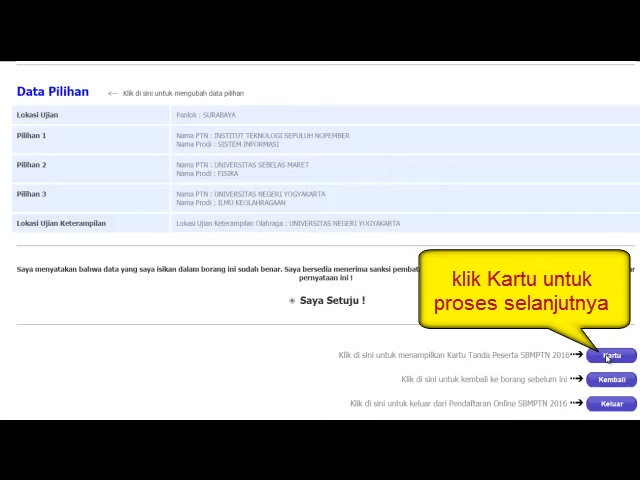 Data Pilihan <-- Klik di sini untuk mengubah data pilihan
Lokasi Ujian Panlok : SURABAYA
Pilihan 1 Nama PTN : INSTITUT TEKNOLOGI SEPULUH NOPEMBER
Nama Prodi : SISTEM INFORMASI
Pilihan 2 Nama PTN : UNIVERSITAS SEBELAS MARET
Nama Prodi : FISIKA
Pilihan 3 Nama PTN : UNIVERSITAS NEGERI YOGYAKARTA
Nama Prodi : ILMU KEOLAHRAGAAN
Lokasi Ujian Keterampilan Lokasi Ujian Keterampilan Olahraga : UNIVERSITAS NEGERI YOGYAKARTA
Saya menyatakan bahwa data yang saya isikan dalam borang ini sudah benar. Saya bersedia menerima sanksi
pernyataan ini !
klik Kartu untuk
proses selanjutnya
Saya Setuju !
Klik di sini untuk menampilkan Kartu Tanda Peserta SBMPTN 2016 Kartu
Klik di sini untuk kembali ke borang sebelum ini Kembali
Klik di sini untuk keluar dari Pendaftaran Online SBMPTN 2016 Keluar